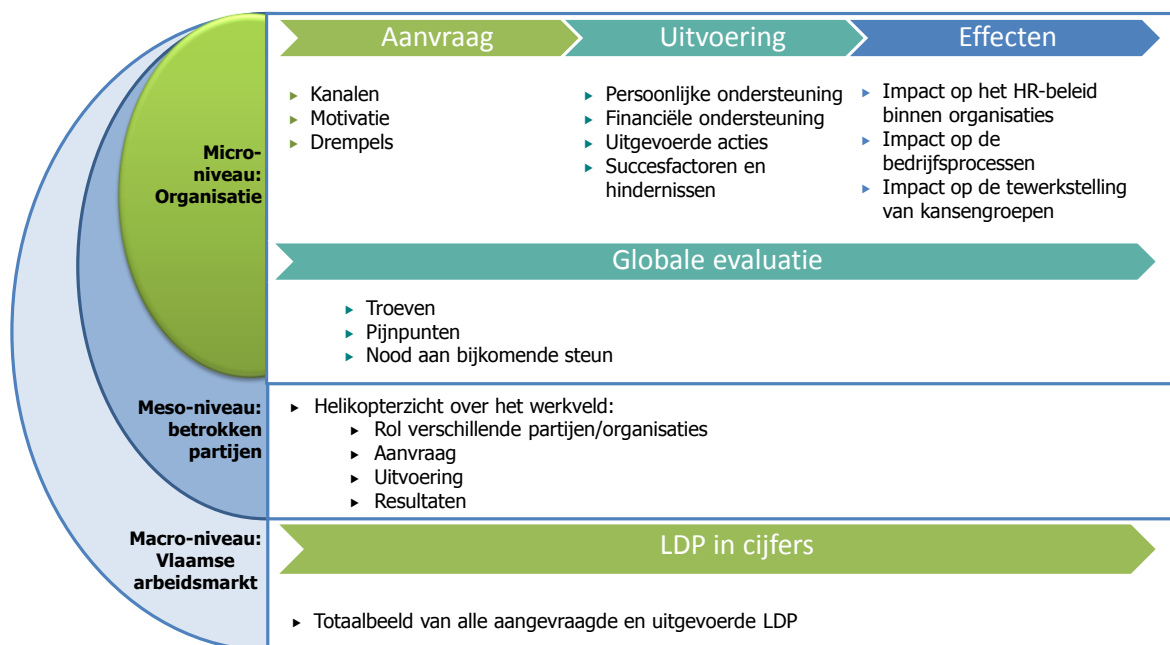 Aanvraag
Uitvoering
Effecten
Micro-
niveau:
Organisatie
Kanalen
Motivatie
Drempels
Persoonlijke ondersteuning
Financiële ondersteuning
Uitgevoerde acties
Succesfactoren en
hindernissen
Impact op het HR-beleid
binnen organisaties
Impact op de
bedrijfsprocessen
Impact op de tewerkstelling
van kansengroepen
Globale evaluatie
Troeven
Pijnpunten
Nood aan bijkomende steun
Meso-niveau:
betrokken
partijen
Helikopterzicht over het werkveld:
Rol verschillende partijen/organisaties
Aanvraag
Uitvoering
Resultaten
Macro-niveau:
Vlaamse
arbeidsmarkt
LDP in cijfers
Totaalbeeld van alle aangevraagde en uitgevoerde LDP